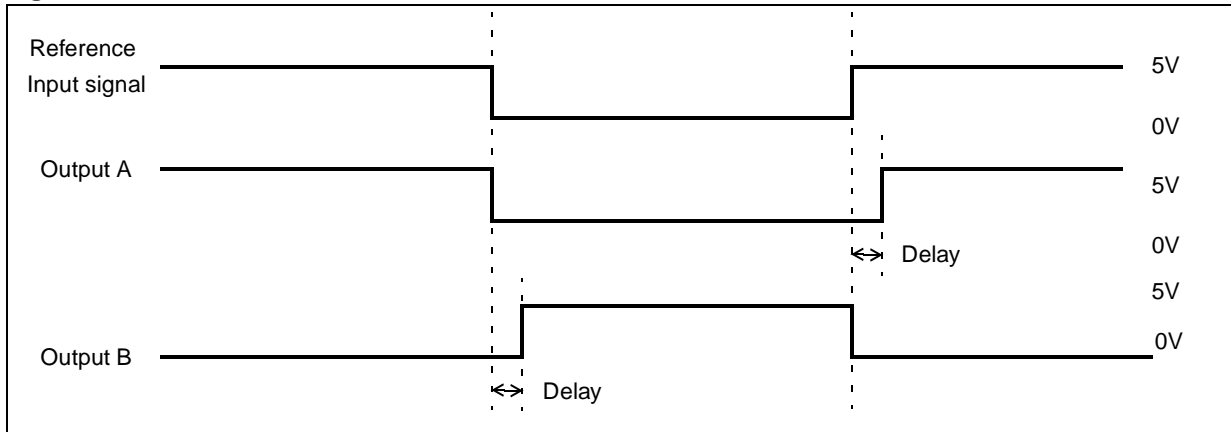 Reference
Input signal
5V
0V
Output A
5V
0V
Delay
5V
Output B
0V
Delay